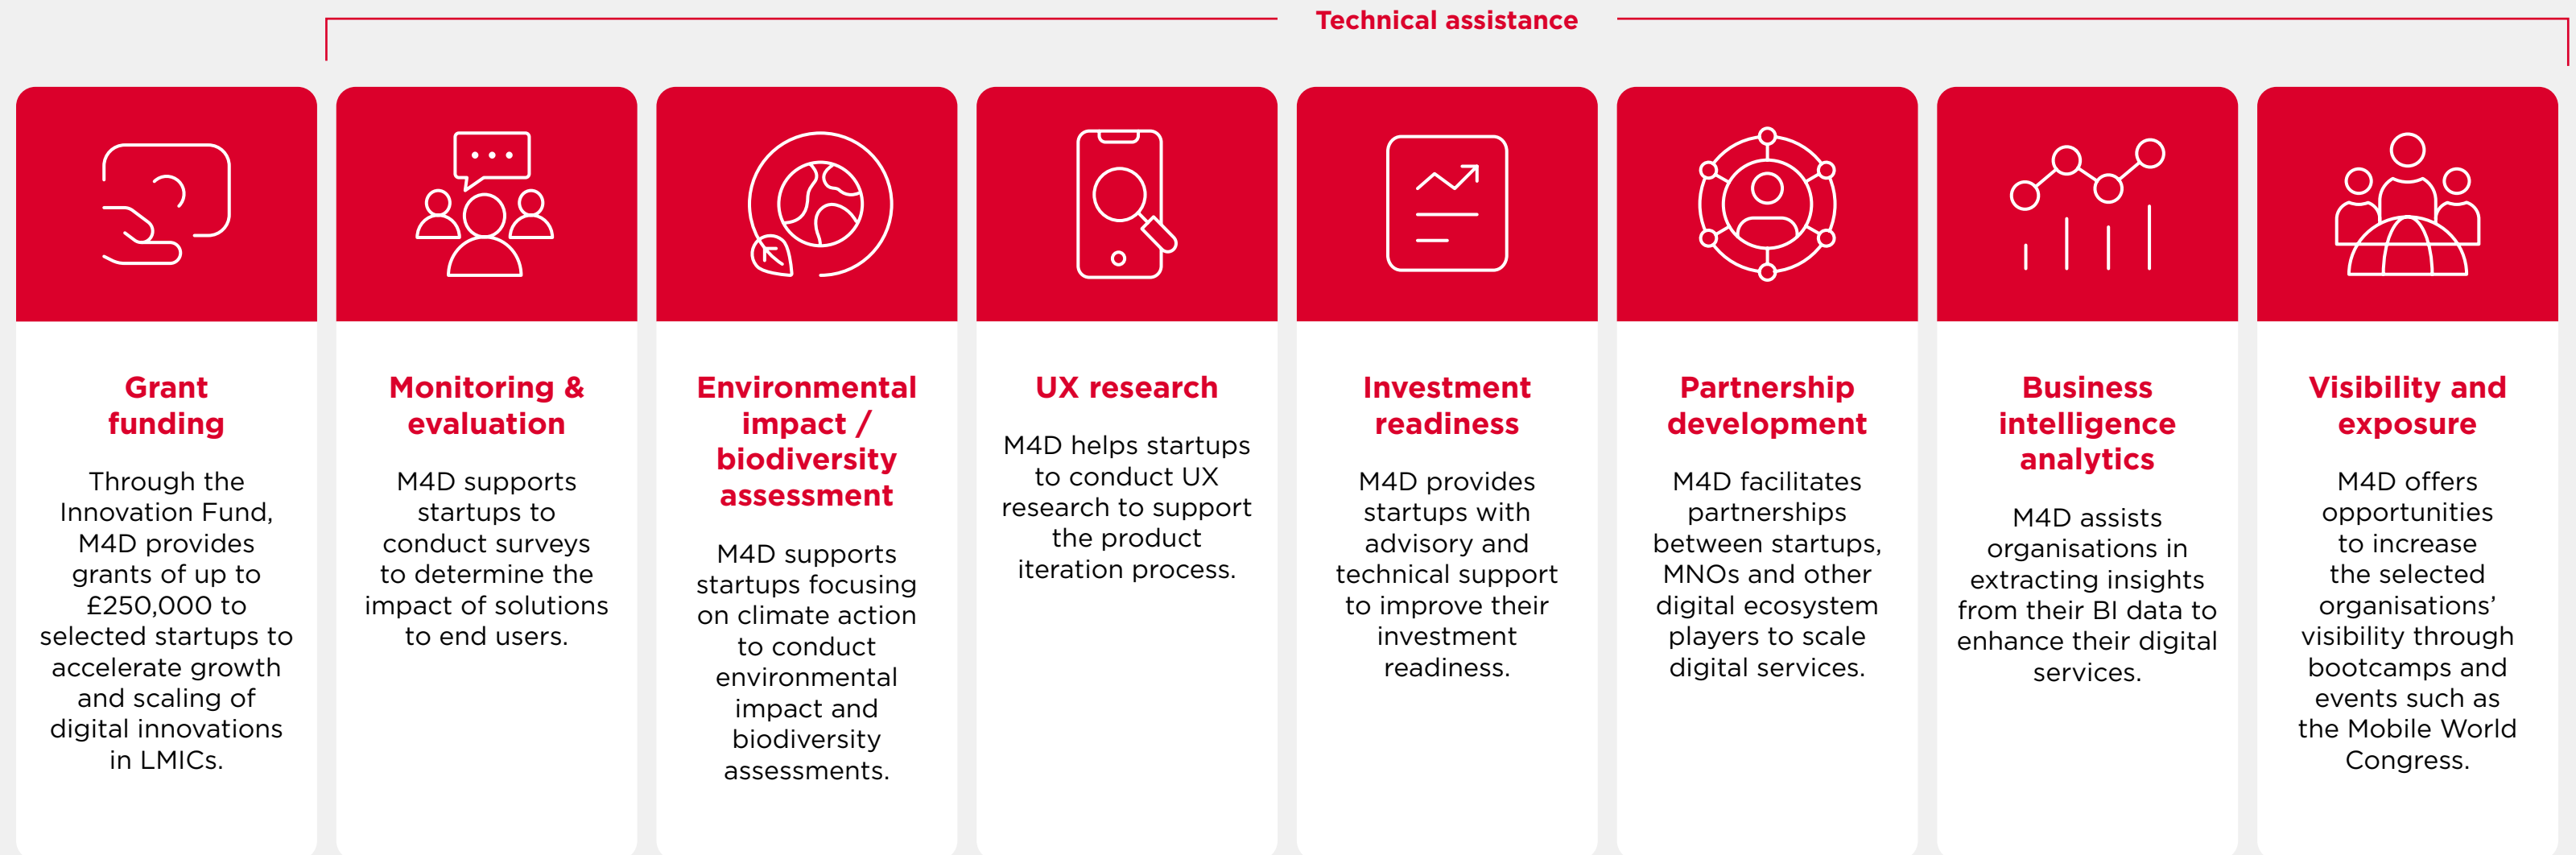 Technical assistance
Grant
funding
Through the
Innovation Fund,
M4D provides
grants of up to
£250,000 to
selected startups to
accelerate growth
and scaling of
digital innovations
in LMICs.
Monitoring &
evaluation
M4D supports
startups to
conduct surveys
to determine the
impact of solutions
to end users.
Environmental
impact /
biodiversity
assessment
M4D supports
startups focusing
on climate action
to conduct
environmental
impact and
biodiversity
assessments.
UX research
M4D helps startups
to conduct UX
research to support
the product
iteration process.
Investment
readiness
M4D provides
startups with
advisory and
technical support
to improve their
investment
readiness.
Partnership
development
M4D facilitates
partnerships
between startups,
MNOs and other
digital ecosystem
players to scale
digital services.
Business
intelligence
analytics
M4D assists
organisations in
extracting insights
from their BI data to
enhance their digital
services.
Visibility and
exposure
M4D offers
opportunities
to increase
the selected
organisations’
visibility through
bootcamps and
events such as
the Mobile World
Congress.